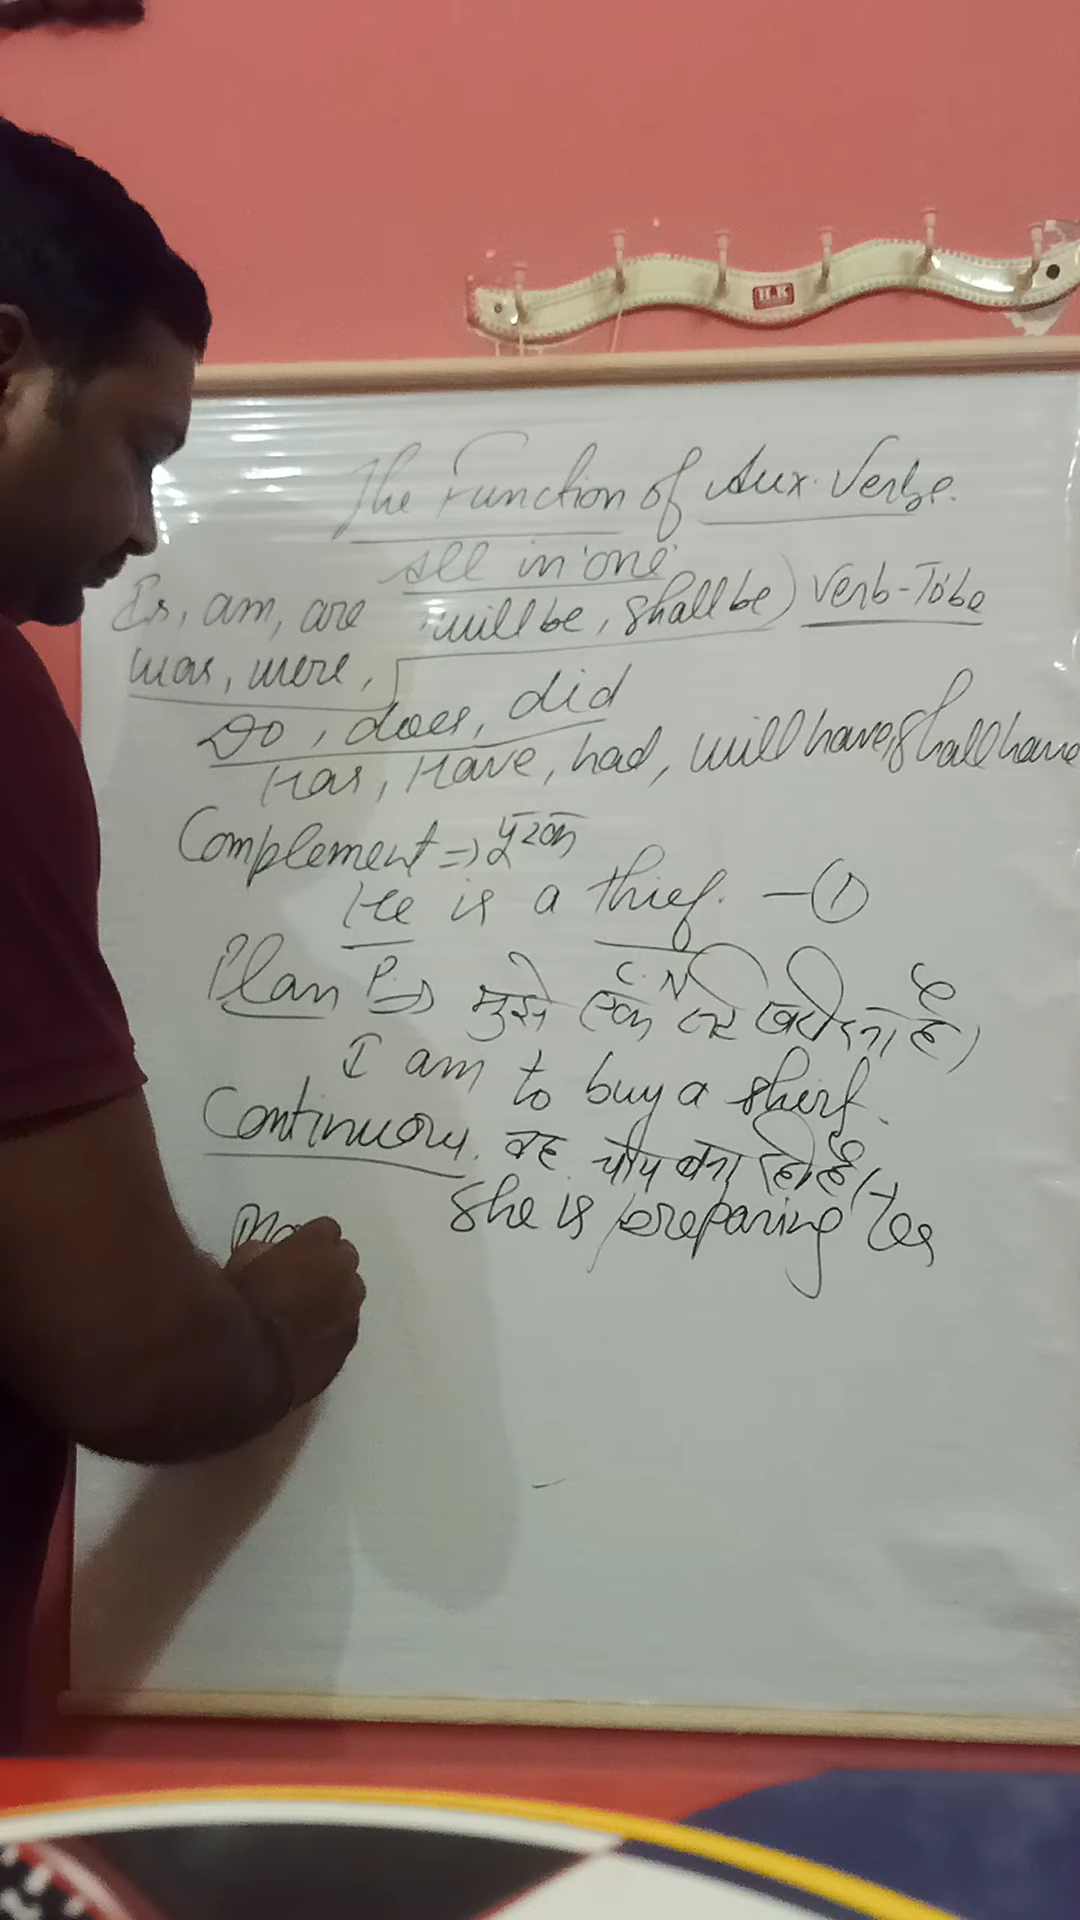 H.K
The Function of Aux. Verbs.
All in one
Is, am, are will be, shall be) Verb-To be
was, were,
Do, does, did
Has, Have, had, will have, shall have
Complement => पूरक
He is a thief. - ①
P. C.N
Plan => मुझे एक शर्ट खरीदना है।
I am to buy a shirt.
Continuous. वह चाय बना रही है।
She is preparing tea